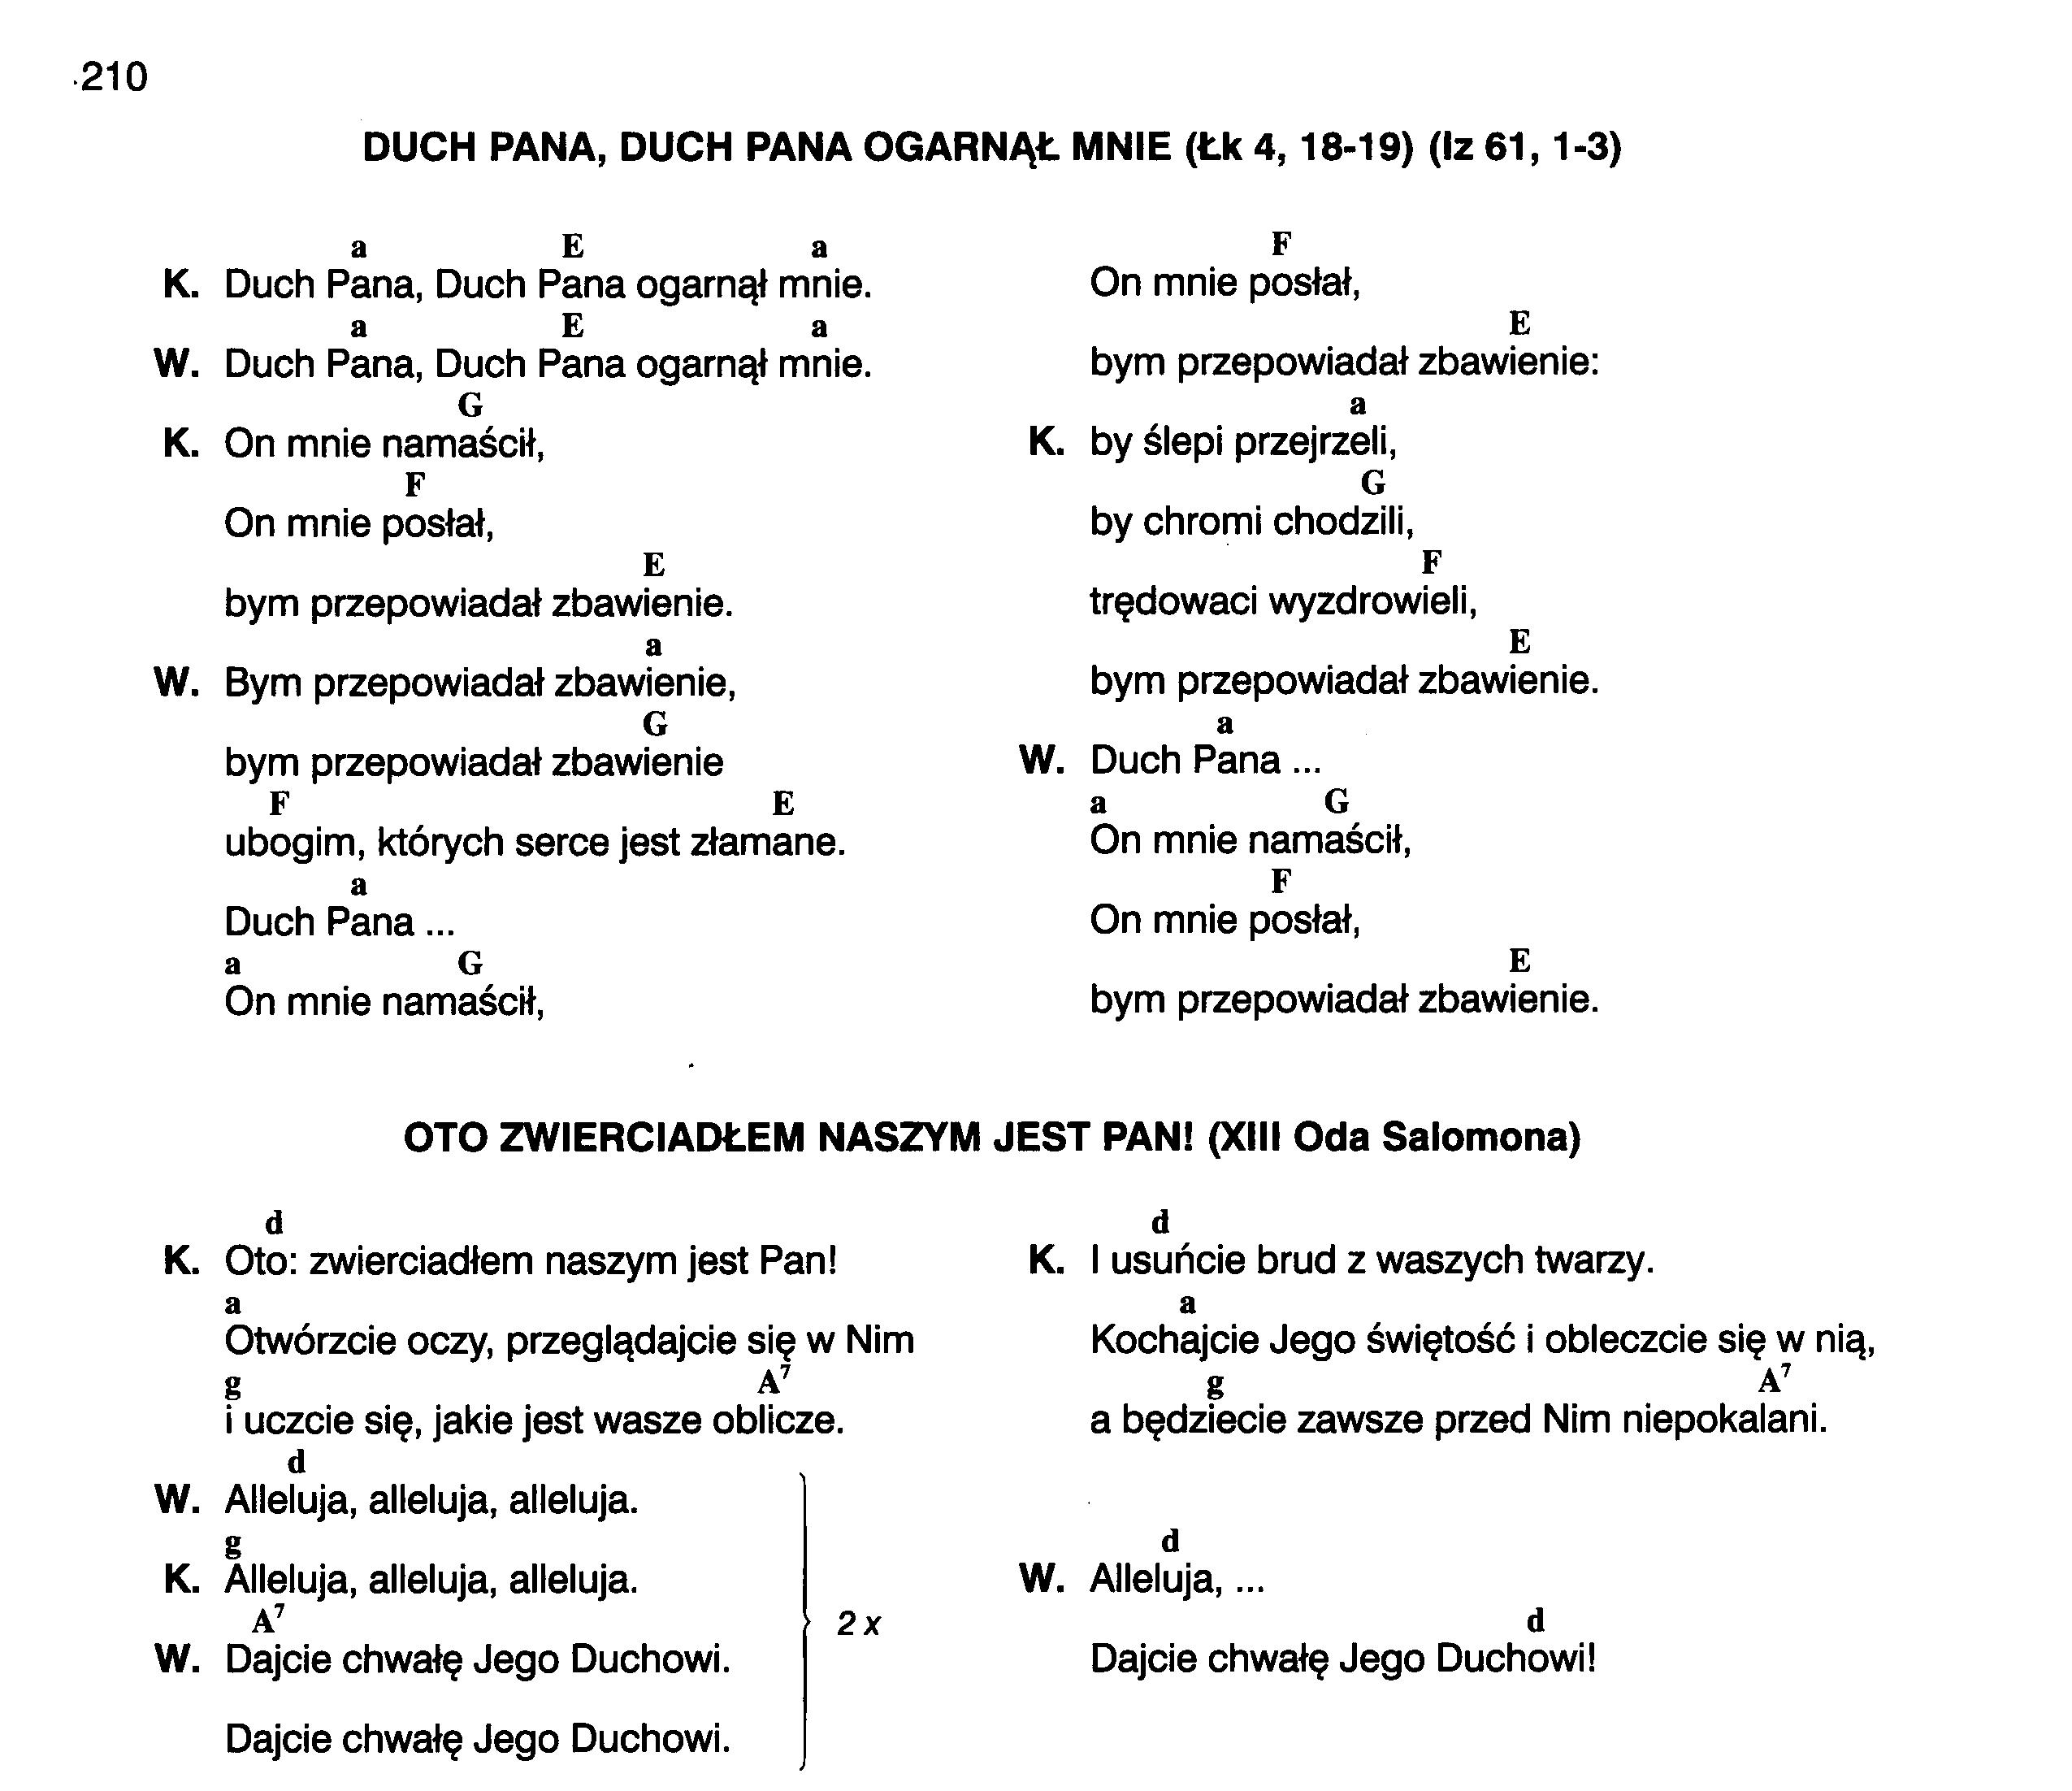 210
DUCH PANA, DUCH PANA OGARNĄŁ MNIE (Łk 4, 18-19) (Iz 61, 1-3)
a E a
K. Duch Pana, Duch Pana ogarnął mnie.
a E a
W. Duch Pana, Duch Pana ogarnął mnie.
G
K. On mnie namaścił,
F
On mnie posłał,
E
bym przepowiadał zbawienie.
a
W. Bym przepowiadał zbawienie,
G
bym przepowiadał zbawienie
F E
ubogim, których serce jest złamane.
a
Duch Pana ...
a G
On mnie namaścił,
F
On mnie posłał,
E
bym przepowiadał zbawienie:
a
K. by ślepi przejrzeli,
G
by chromi chodzili,
F
trędowaci wyzdrowieli,
E
bym przepowiadał zbawienie.
a
W. Duch Pana ...
a G
On mnie namaścił,
F
On mnie posłał,
E
bym przepowiadał zbawienie.
OTO ZWIERCIADŁEM NASZYM JEST PAN! (XIII Oda Salomona)
d
K. Oto: zwierciadłem naszym jest Pan!
a
Otwórzcie oczy, przeglądajcie się w Nim
g A7
i uczcie się, jakie jest wasze oblicze.
d
W. Alleluja, alleluja, alleluja.
g
K. Alleluja, alleluja, alleluja.
A7
W. Dajcie chwałę Jego Duchowi.
Dajcie chwałę Jego Duchowi.
2 x
d
K. I usuńcie brud z waszych twarzy.
a
Kochajcie Jego świętość i obleczcie się w nią,
g A7
a będziecie zawsze przed Nim niepokalani.
d
W. Alleluja, ...
d
Dajcie chwałę Jego Duchowi!